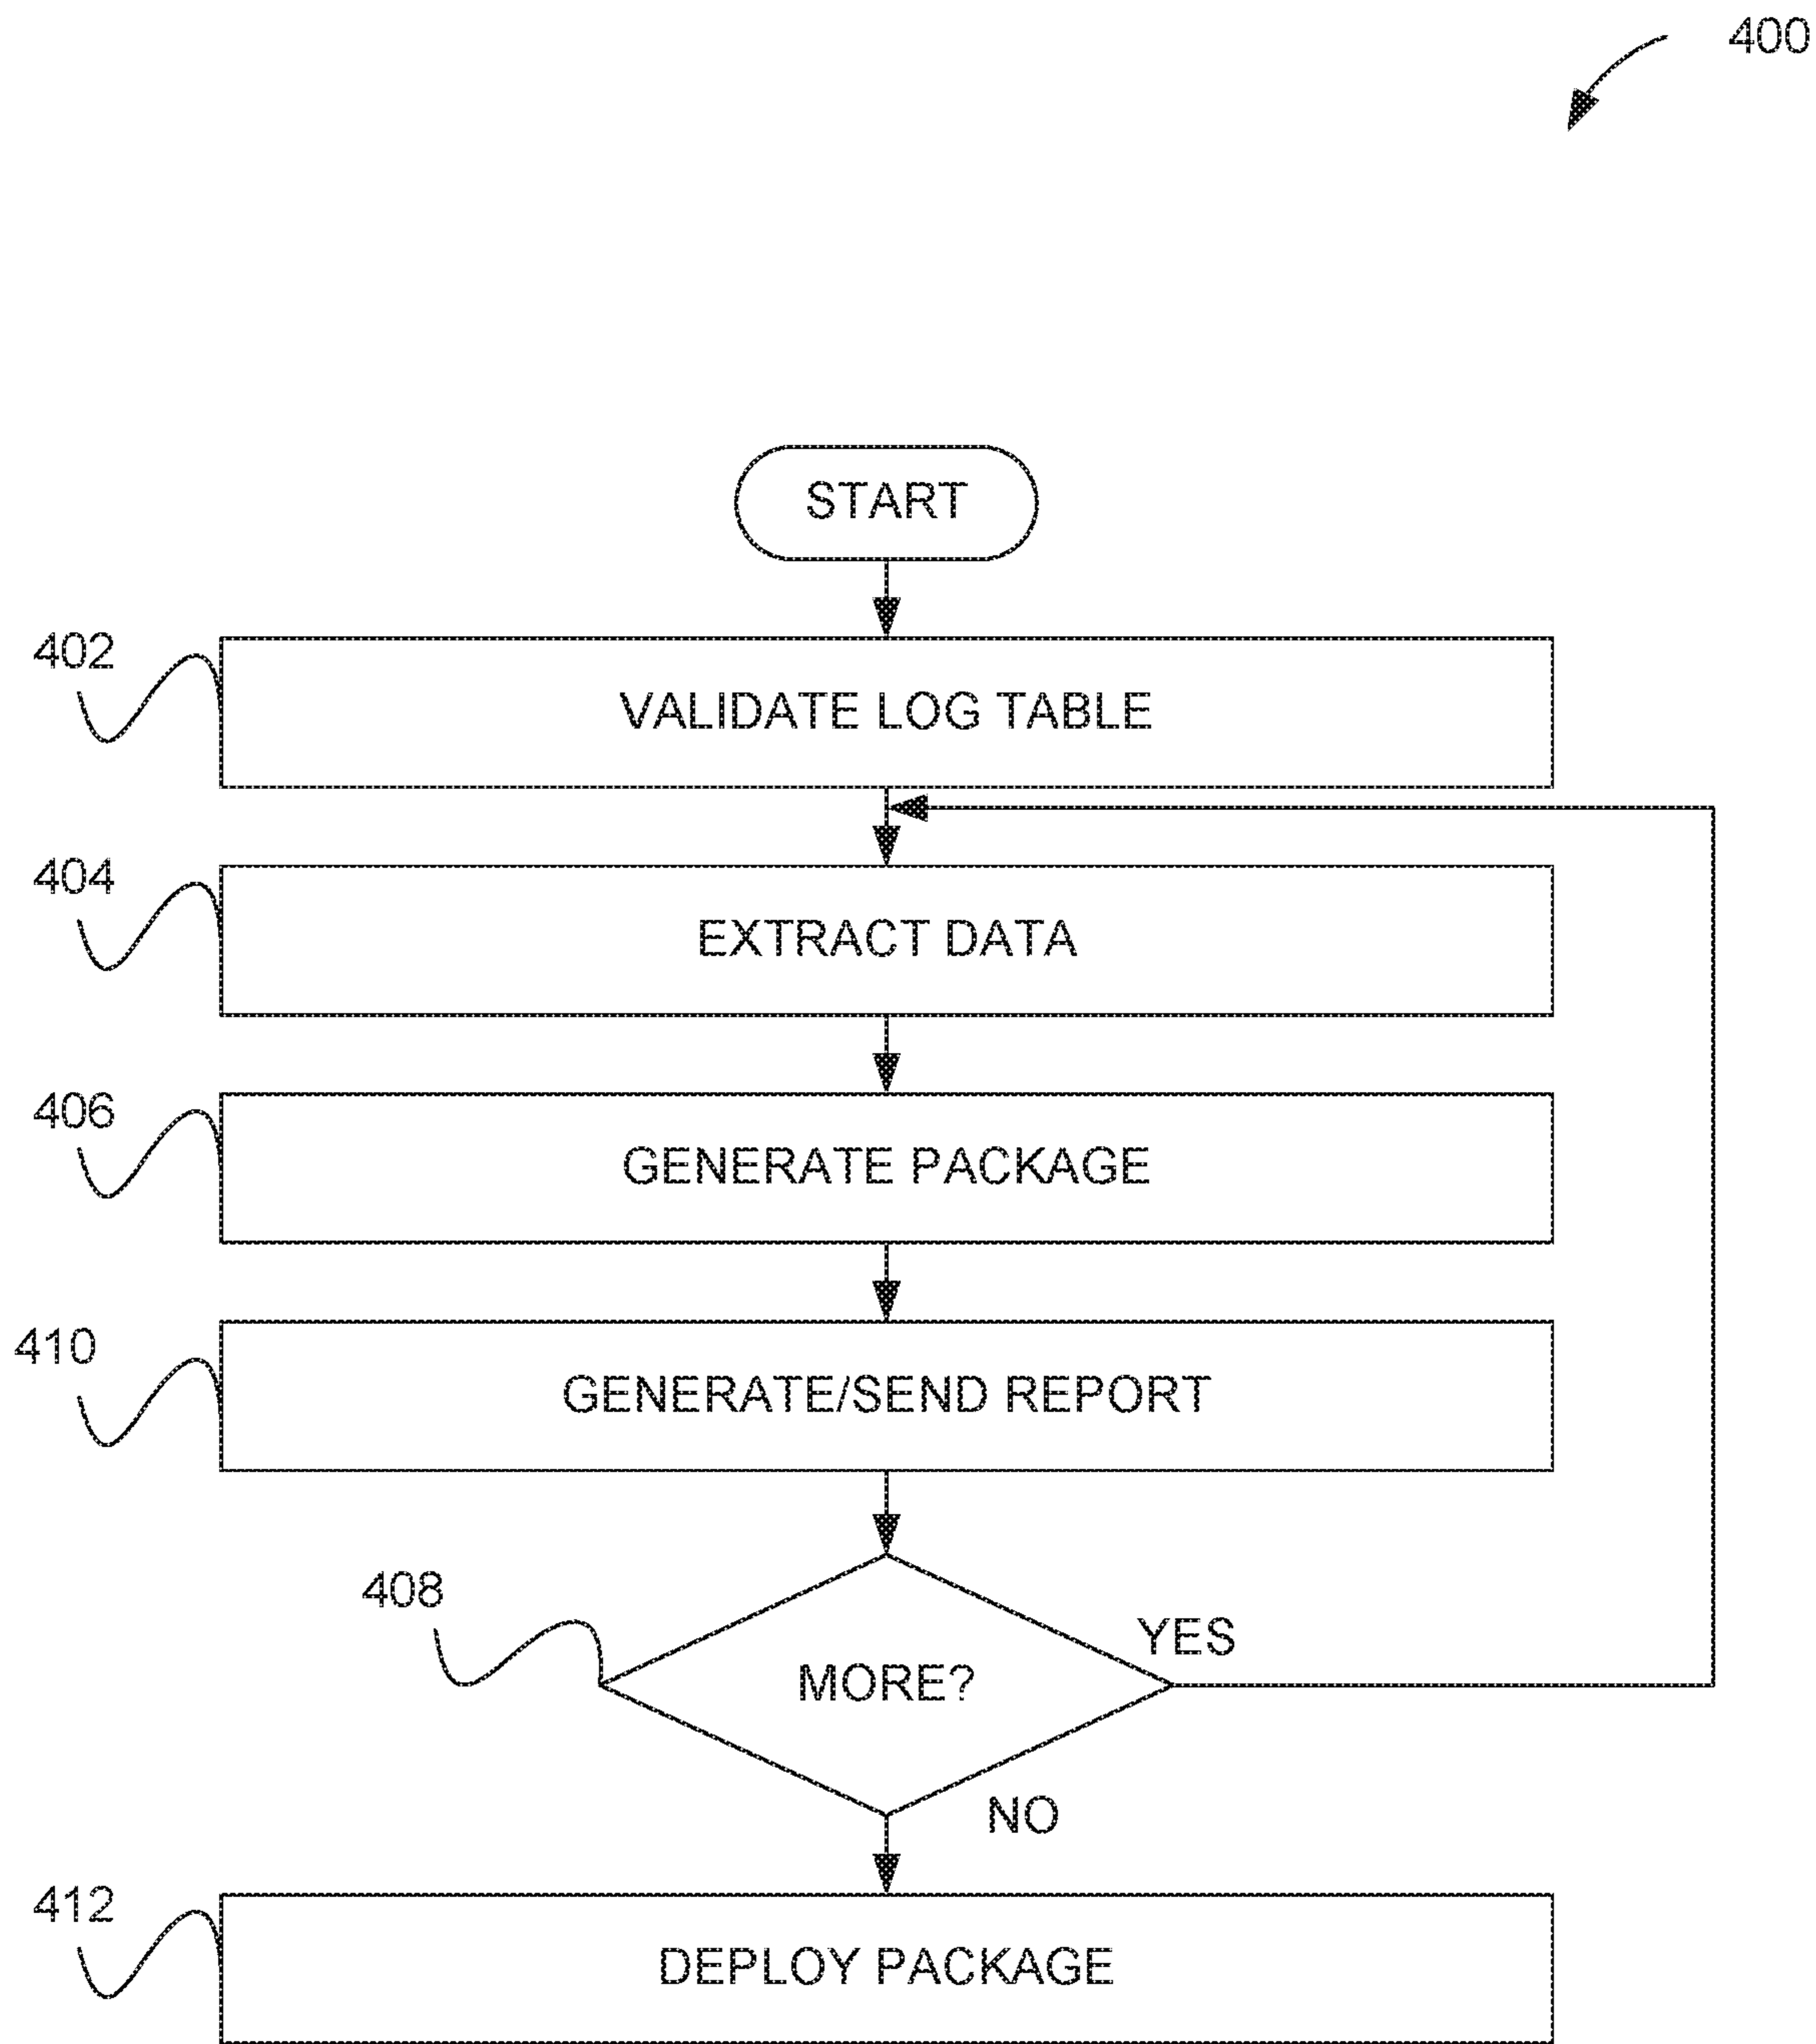 400
START
402
VALIDATE LOG TABLE
404
EXTRACT DATA
406
GENERATE PACKAGE
410
GENERATE/SEND REPORT
408
MORE?
YES
NO
412
DEPLOY PACKAGE